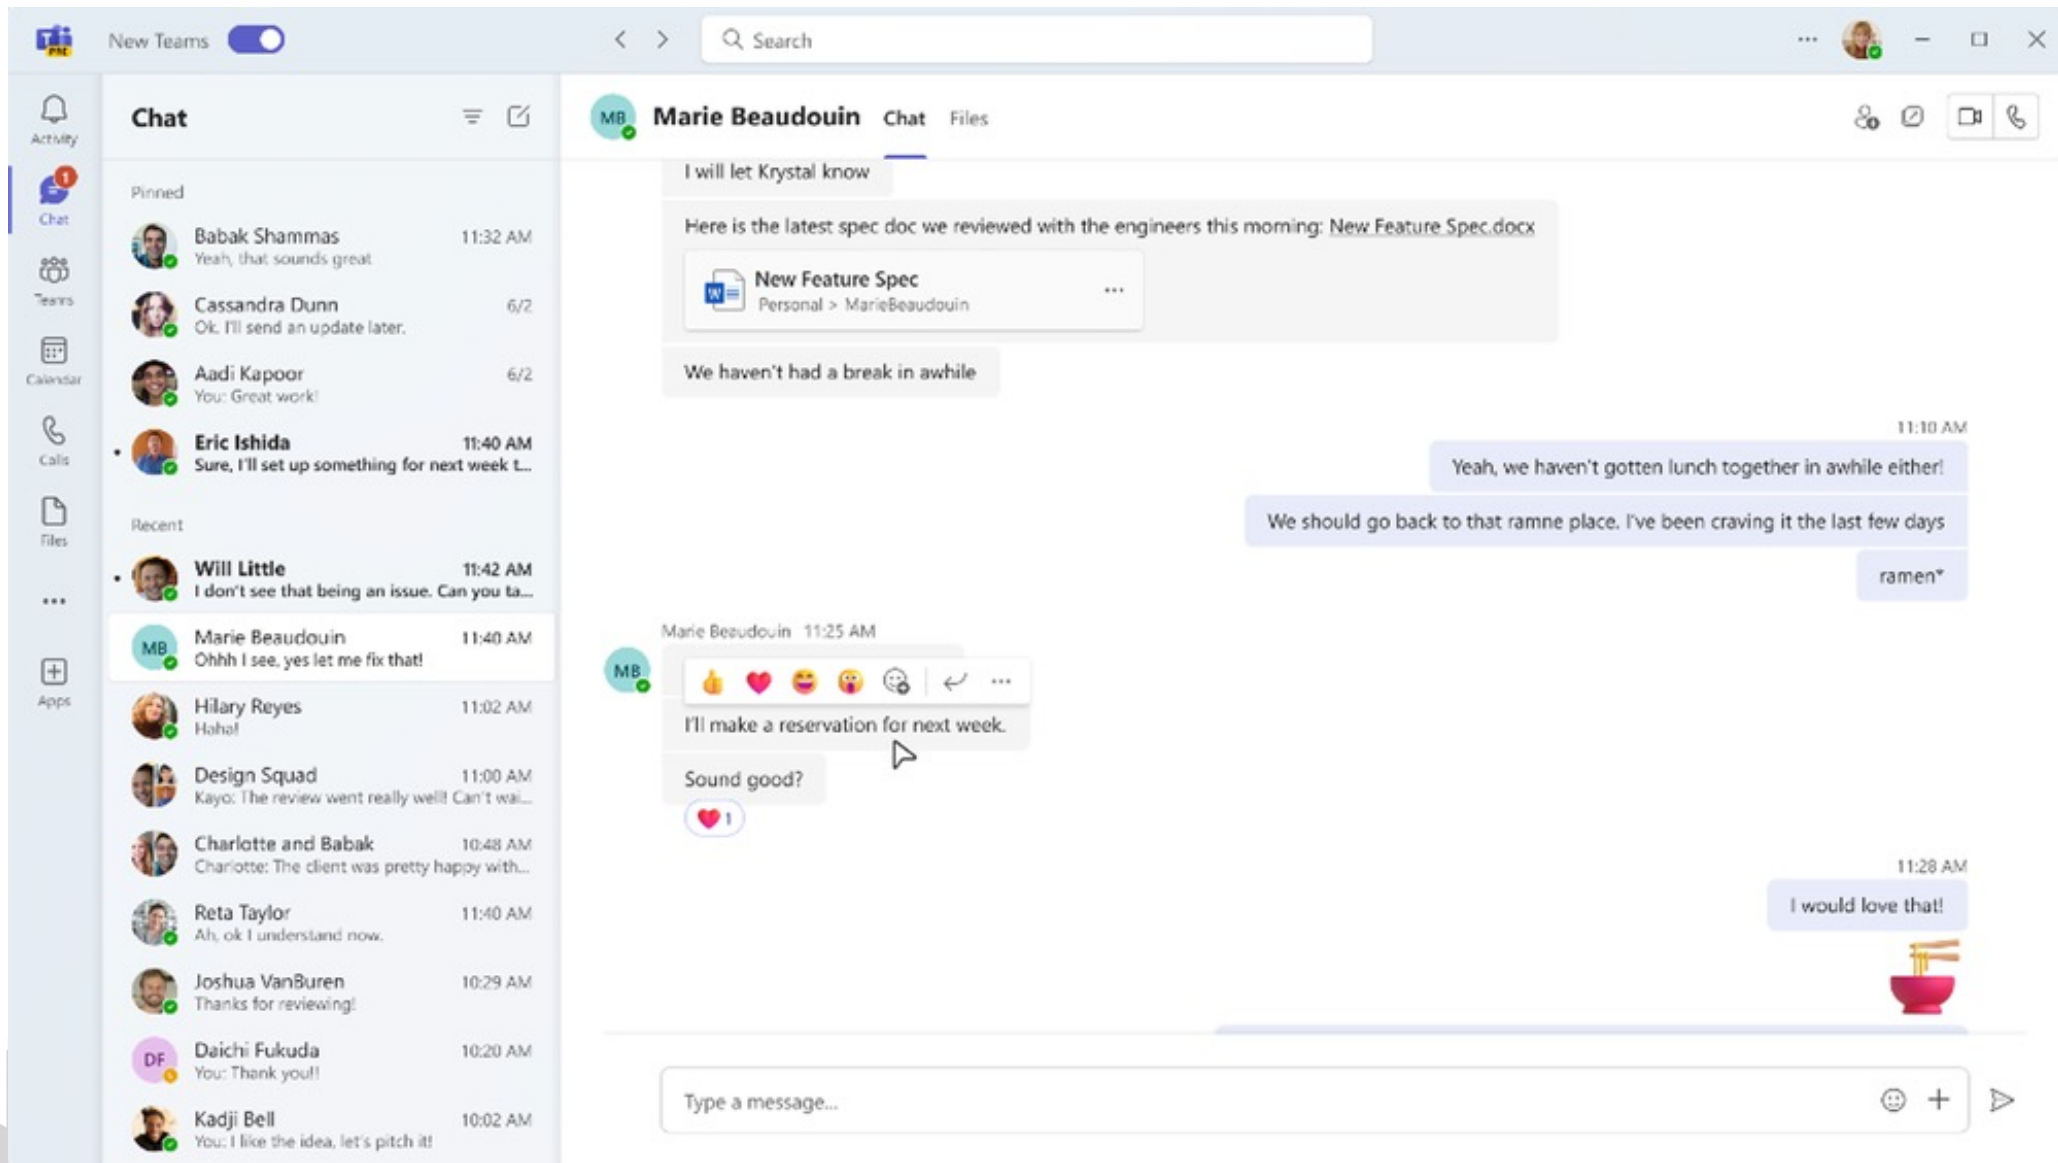 PRE
New Teams
Search
Activity
1
Chat
Teams
Calendar
Calls
Files
Apps
Chat
Pinned
Babak Shammas 11:32 AM
Yeah, that sounds great
Cassandra Dunn 6/2
Ok. I'll send an update later.
Aadi Kapoor 6/2
You: Great work!
Eric Ishida 11:40 AM
Sure, I'll set up something for next week t...
Recent
Will Little 11:42 AM
I don't see that being an issue. Can you ta...
MB
Marie Beaudouin 11:40 AM
Ohhh I see, yes let me fix that!
Hilary Reyes 11:02 AM
Haha!
Design Squad 11:00 AM
Kayo: The review went really well! Can't wai...
Charlotte and Babak 10:48 AM
Charlotte: The client was pretty happy with...
Reta Taylor 11:40 AM
Ah, ok I understand now.
Joshua VanBuren 10:29 AM
Thanks for reviewing!
DF
Daichi Fukuda 10:20 AM
You: Thank you!!
Kadji Bell 10:02 AM
You: I like the idea, let's pitch it!
MB Marie Beaudouin Chat Files
I will let Krystal know
Here is the latest spec doc we reviewed with the engineers this morning: New Feature Spec.docx
W New Feature Spec ...
Personal > MarieBeaudouin
We haven't had a break in awhile
11:10 AM
Yeah, we haven't gotten lunch together in awhile either!
We should go back to that ramne place. I've been craving it the last few days
ramen*
Marie Beaudouin 11:25 AM
MB
I'll make a reservation for next week.
Sound good?
1
11:28 AM
I would love that!
Type a message...